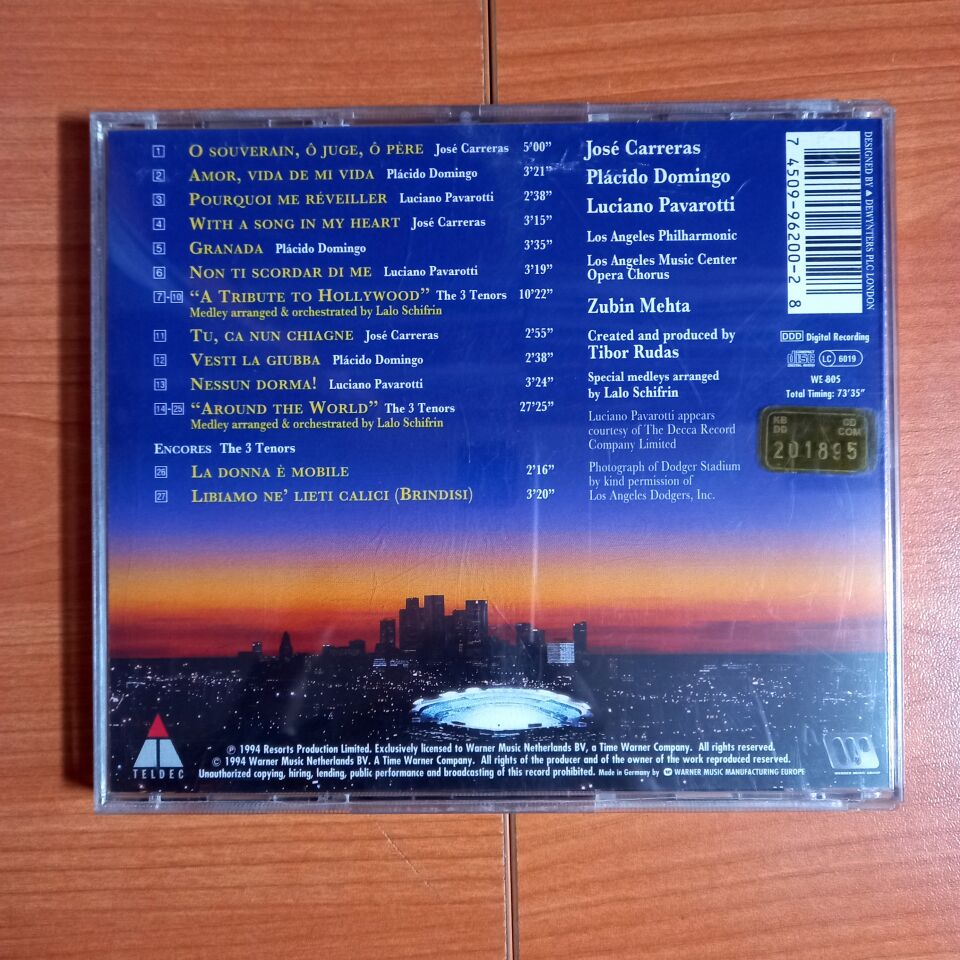 1 O SOUVERAIN, Ô JUGE, Ô PÈRE José Carreras 5'00"
2 AMOR, VIDA DE MI VIDA Plácido Domingo 3'21"
3 POURQUOI ME RÉVEILLER Luciano Pavarotti 2'38"
4 WITH A SONG IN MY HEART José Carreras 3'15"
5 GRANADA Plácido Domingo 3'35"
6 NON TI SCORDAR DI ME Luciano Pavarotti 3'19"
7-10 "A TRIBUTE TO HOLLYWOOD" The 3 Tenors 10'22"
Medley arranged & orchestrated by Lalo Schifrin
11 TU, CA NUN CHIAGNE José Carreras 2'55"
12 VESTI LA GIUBBA Plácido Domingo 2'38"
13 NESSUN DORMA! Luciano Pavarotti 3'24"
14-25 "AROUND THE WORLD" The 3 Tenors 27'25"
Medley arranged & orchestrated by Lalo Schifrin
ENCORES The 3 Tenors
26 LA DONNA È MOBILE 2'16"
27 LIBIAMO NE' LIETI CALICI (BRINDISI) 3'20"
José Carreras
Plácido Domingo
Luciano Pavarotti
Los Angeles Philharmonic
Los Angeles Music Center
Opera Chorus
Zubin Mehta
Created and produced by
Tibor Rudas
Special medleys arranged
by Lalo Schifrin
Luciano Pavarotti appears
courtesy of The Decca Record
Company Limited
Photograph of Dodger Stadium
by kind permission of
Los Angeles Dodgers, Inc.
7 45099-96200-2 8
DESIGNED BY DEWYNTERS PLC LONDON
DDD Digital Recording
COMPACT disc DIGITAL AUDIO LC 6019
WE 805
Total Timing: 73'35"
KB CD
DD COM
201895
TELDEC
℗ 1994 Resorts Production Limited. Exclusively licensed to Warner Music Netherlands BV, a Time Warner Company. All rights reserved.
© 1994 Warner Music Netherlands BV. A Time Warner Company. All rights of the producer and of the owner of the work reproduced reserved.
Unauthorized copying, hiring, lending, public performance and broadcasting of this record prohibited. Made in Germany by WARNER MUSIC MANUFACTURING EUROPE
WARNER MUSIC GROUP